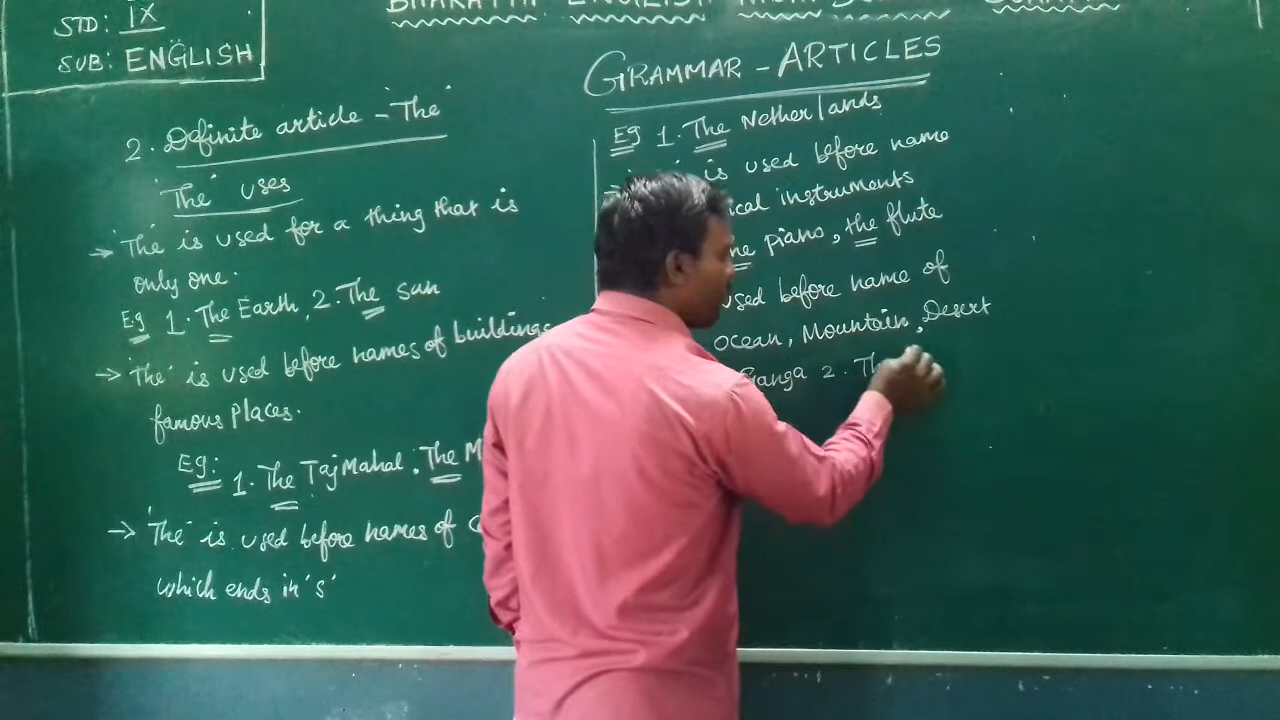 STD: IX
SUB: ENGLISH
GRAMMAR - ARTICLES
2. Definite article - 'The'
'The' uses
→ 'The' is used for a thing that is
only one.
Eg 1. The Earth, 2. The sun
→ 'The' is used before names of buildings
famous places.
Eg: 1. The Taj Mahal. The M
→ 'The' is used before names of
which ends in 's'
Eg 1. The Netherlands
is used before name
instruments
piano, the flute
used before name of
ocean, Mountain, Desert
Ganga 2. Th